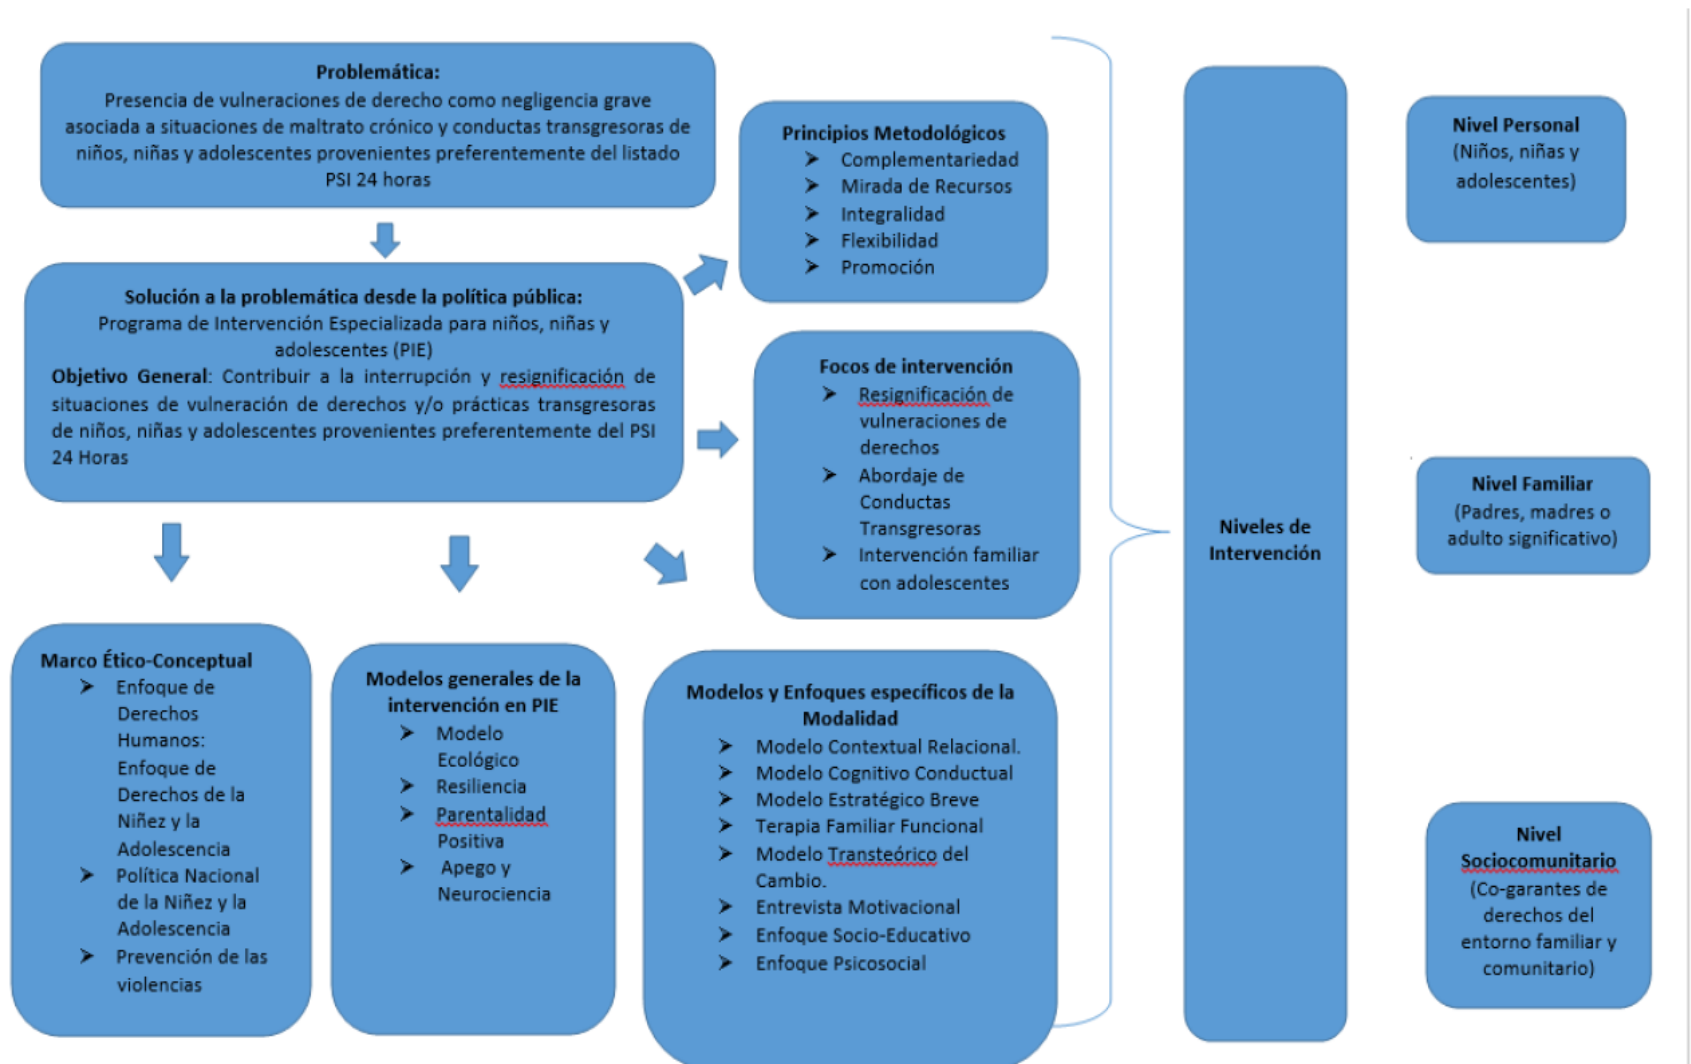 Problemática:
Presencia de vulneraciones de derecho como negligencia grave
asociada a situaciones de maltrato crónico y conductas transgresoras de
niños, niñas y adolescentes provenientes preferentemente del listado
PSI 24 horas
Solución a la problemática desde la política pública:
Programa de Intervención Especializada para niños, niñas y
adolescentes (PIE)
Objetivo General: Contribuir a la interrupción y resignificación de
situaciones de vulneración de derechos y/o prácticas transgresoras
de niños, niñas y adolescentes provenientes preferentemente del PSI
24 Horas
Principios Metodológicos
➢ Complementariedad
➢ Mirada de Recursos
➢ Integralidad
➢ Flexibilidad
➢ Promoción
Focos de intervención
➢ Resignificación de
vulneraciones de
derechos
➢ Abordaje de
Conductas
Transgresoras
➢ Intervención familiar
con adolescentes
Marco Ético-Conceptual
➢ Enfoque de
Derechos
Humanos:
Enfoque de
Derechos de la
Niñez y la
Adolescencia
➢ Política Nacional
de la Niñez y la
Adolescencia
➢ Prevención de las
violencias
Modelos generales de la
intervención en PIE
➢ Modelo
Ecológico
➢ Resiliencia
➢ Parentalidad
Positiva
➢ Apego y
Neurociencia
Modelos y Enfoques específicos de la
Modalidad
➢ Modelo Contextual Relacional.
➢ Modelo Cognitivo Conductual
➢ Modelo Estratégico Breve
➢ Terapia Familiar Funcional
➢ Modelo Transteórico del
Cambio.
➢ Entrevista Motivacional
➢ Enfoque Socio-Educativo
➢ Enfoque Psicosocial
Niveles de
Intervención
Nivel Personal
(Niños, niñas y
adolescentes)
Nivel Familiar
(Padres, madres o
adulto significativo)
Nivel
Sociocomunitario
(Co-garantes de
derechos del
entorno familiar y
comunitario)